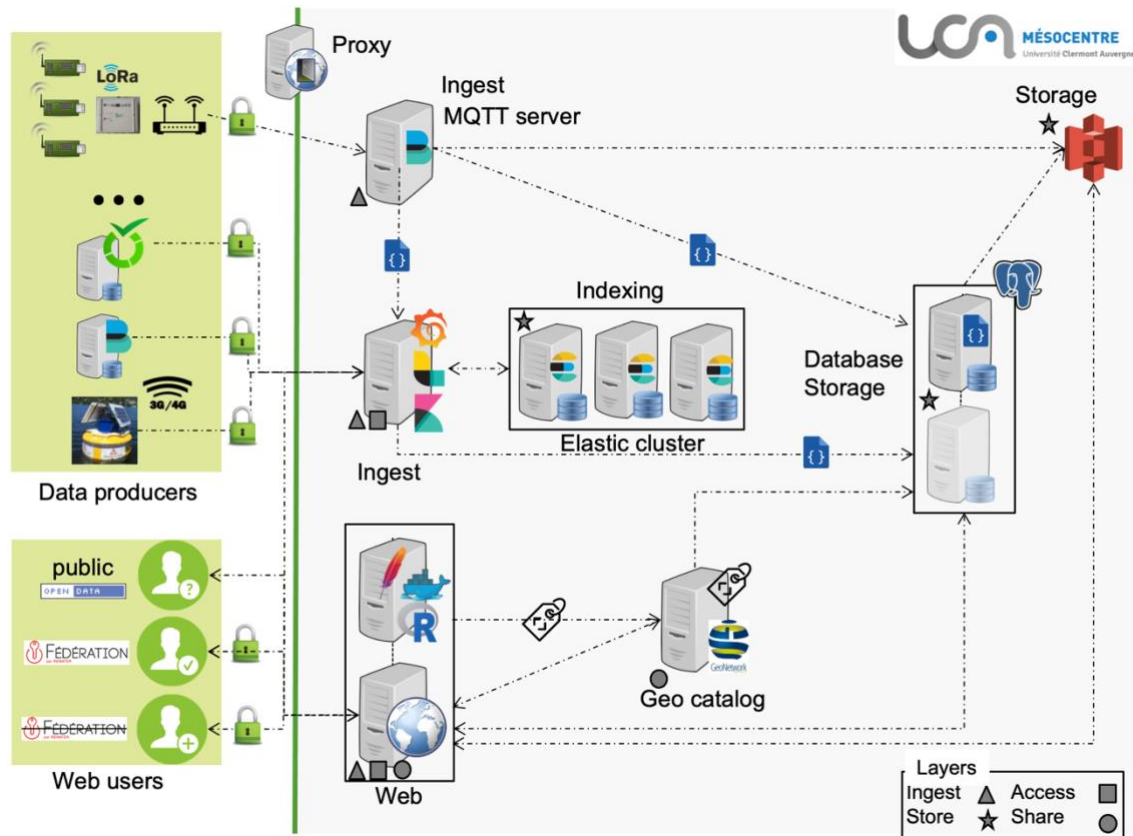 Proxy
UCA MÉSOCENTRE
Université Clermont Auvergne
LoRa
Ingest
MQTT server
Storage
{ }
{ }
Indexing
{ }
Database
Storage
3G/4G
Elastic cluster
{ }
Data producers
Ingest
public
OPEN DATA
?
FÉDÉRATION
R
GeoNetwork
Geo catalog
FÉDÉRATION
Web users
Web
Layers
Ingest
Access
Store
Share